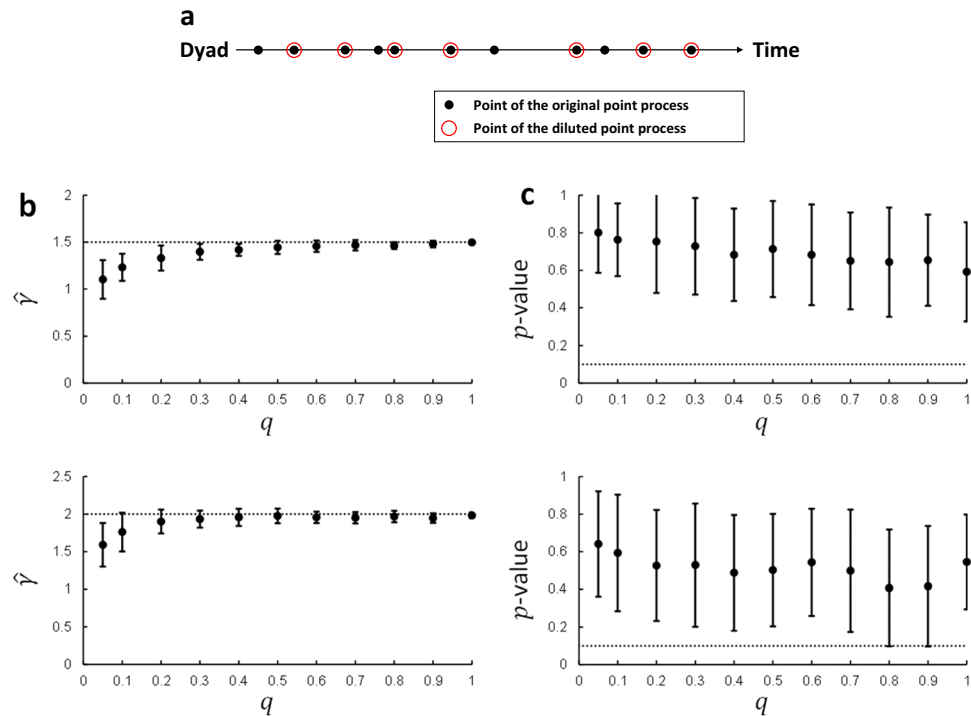 a
Dyad Time
Point of the original point process
Point of the diluted point process
b
2
1.5
1
0.5
0
γ̂
0 0.1 0.2 0.3 0.4 0.5 0.6 0.7 0.8 0.9 1
q
c
1
0.8
0.6
0.4
0.2
0
p-value
0 0.1 0.2 0.3 0.4 0.5 0.6 0.7 0.8 0.9 1
q
2.5
2
1.5
1
0.5
0
γ̂
0 0.1 0.2 0.3 0.4 0.5 0.6 0.7 0.8 0.9 1
q
1
0.8
0.6
0.4
0.2
0
p-value
0 0.1 0.2 0.3 0.4 0.5 0.6 0.7 0.8 0.9 1
q